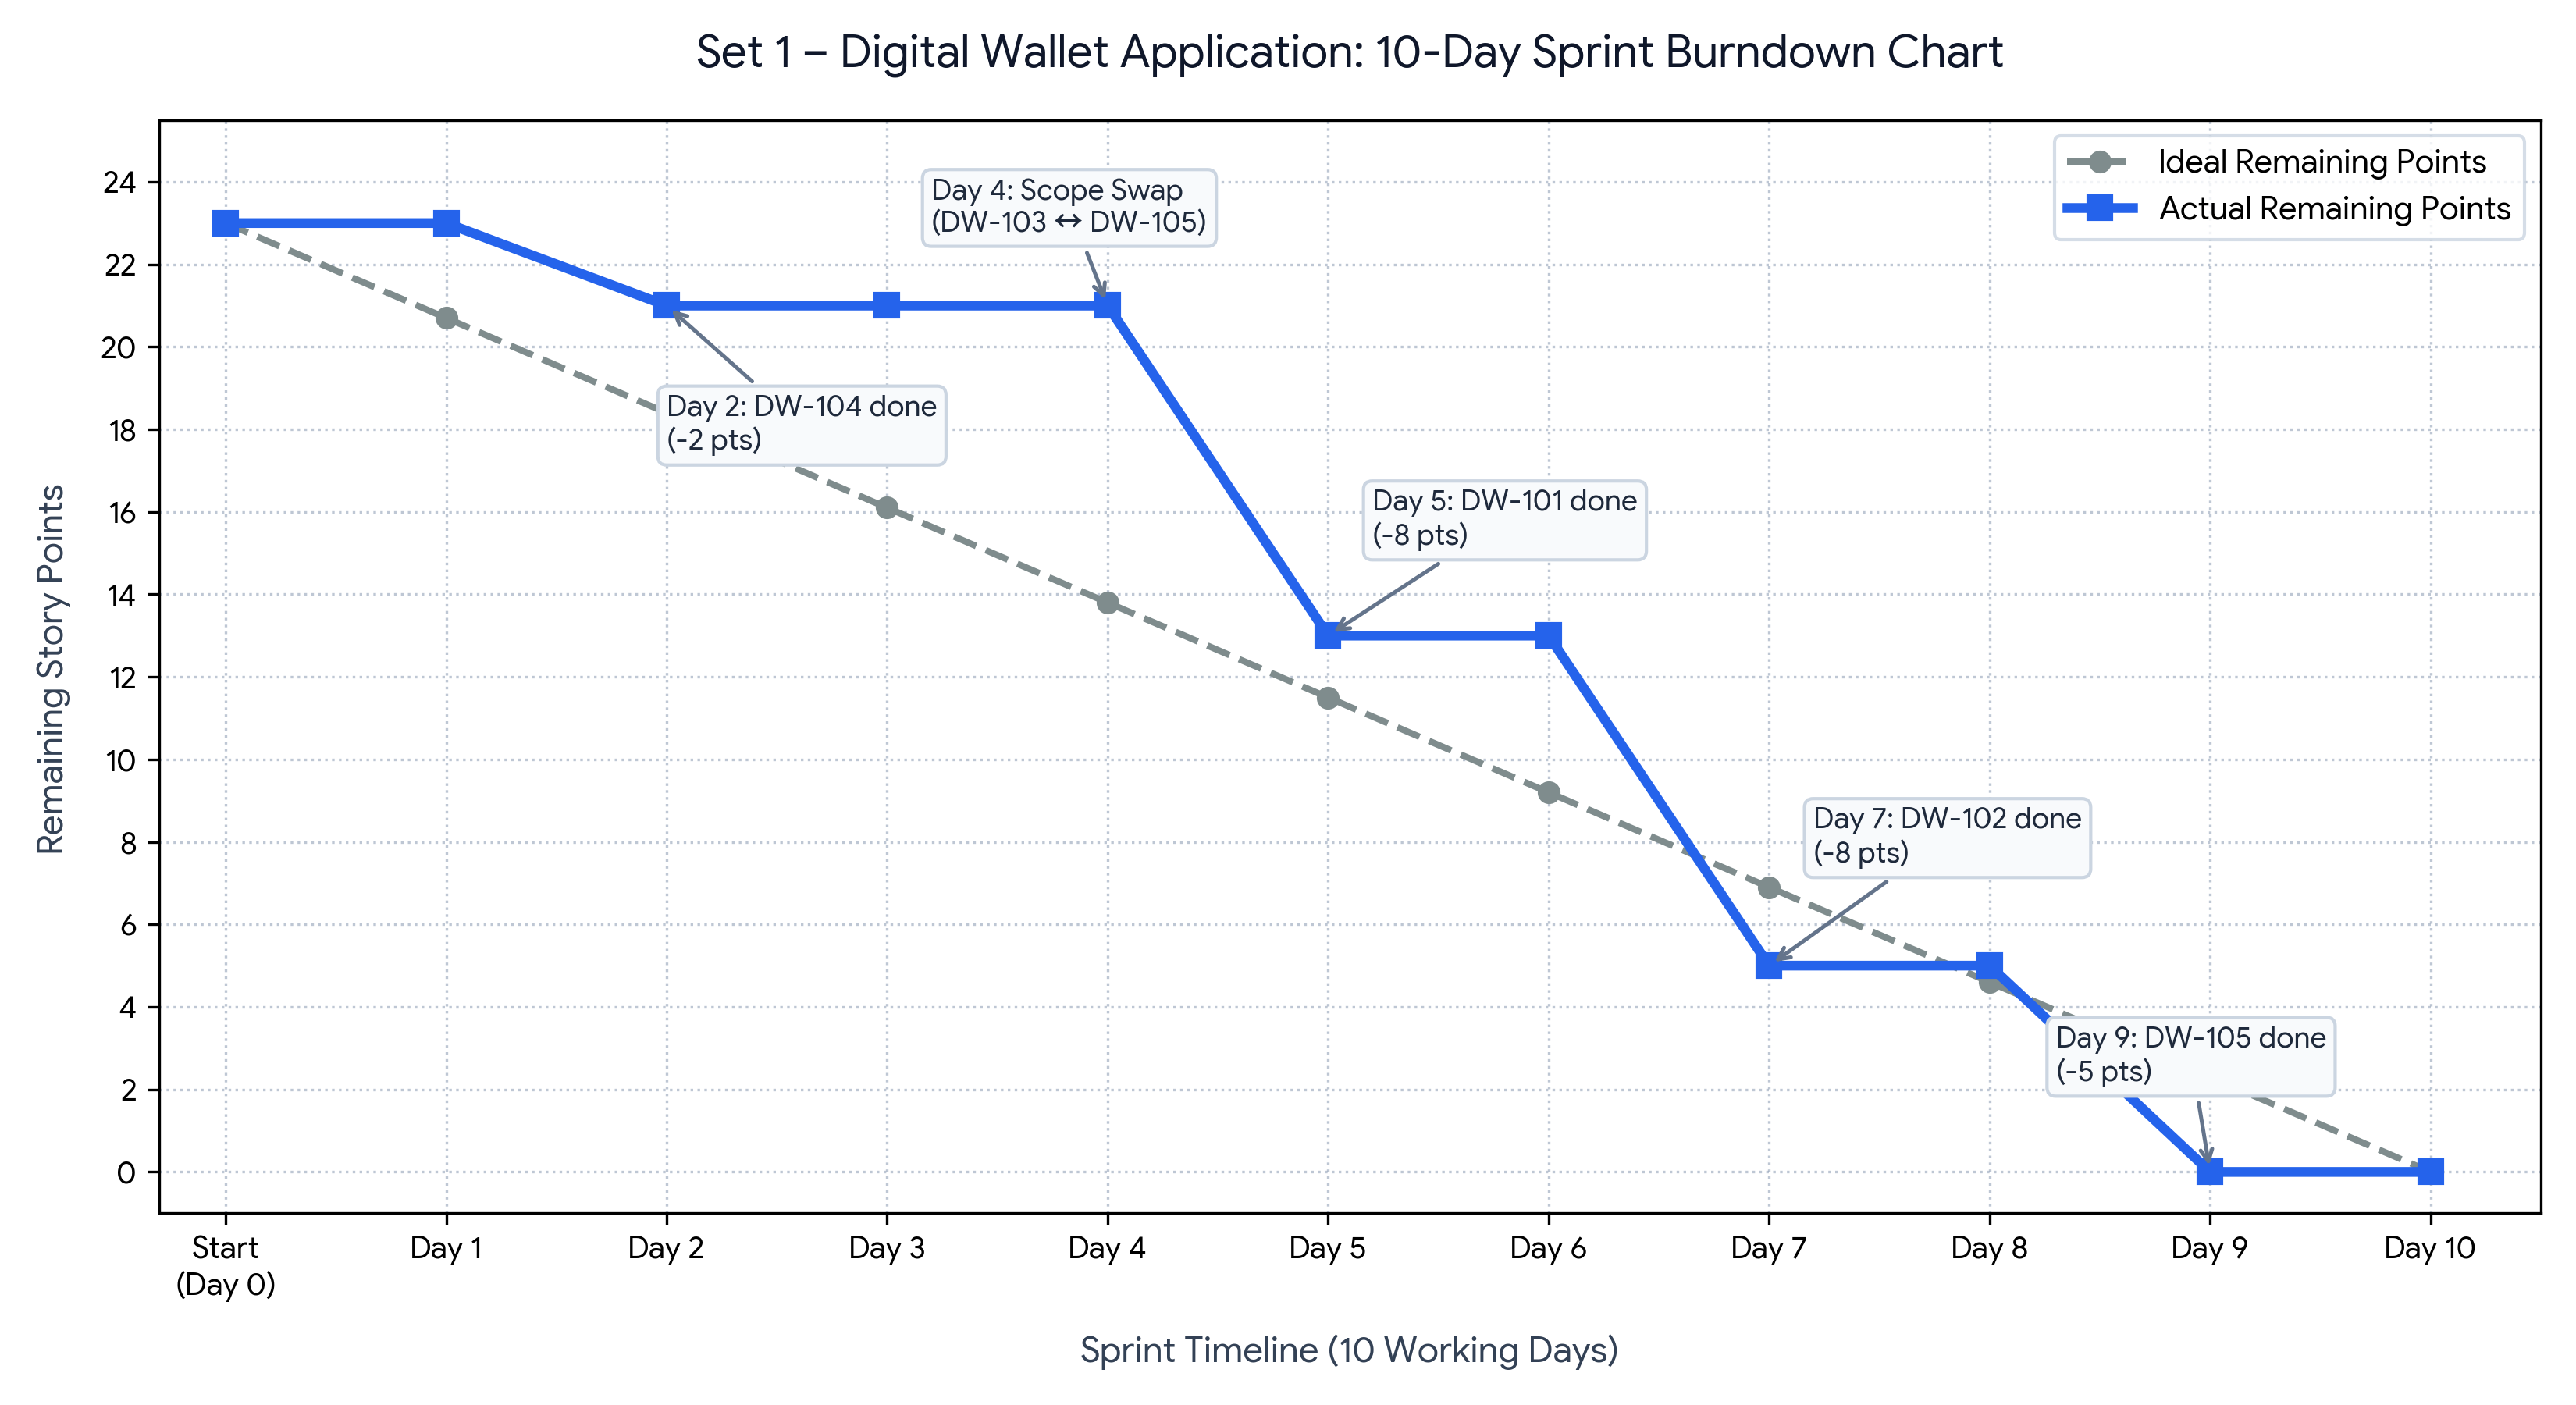 Set 1 – Digital Wallet Application: 10-Day Sprint Burndown Chart
Ideal Remaining Points
Actual Remaining Points
Day 4: Scope Swap
(DW-103 ↔ DW-105)
Day 2: DW-104 done
(-2 pts)
Day 5: DW-101 done
(-8 pts)
Day 7: DW-102 done
(-8 pts)
Day 9: DW-105 done
(-5 pts)
Remaining Story Points
24
22
20
18
16
14
12
10
8
6
4
2
0
Start
(Day 0)
Day 1
Day 2
Day 3
Day 4
Day 5
Day 6
Day 7
Day 8
Day 9
Day 10
Sprint Timeline (10 Working Days)